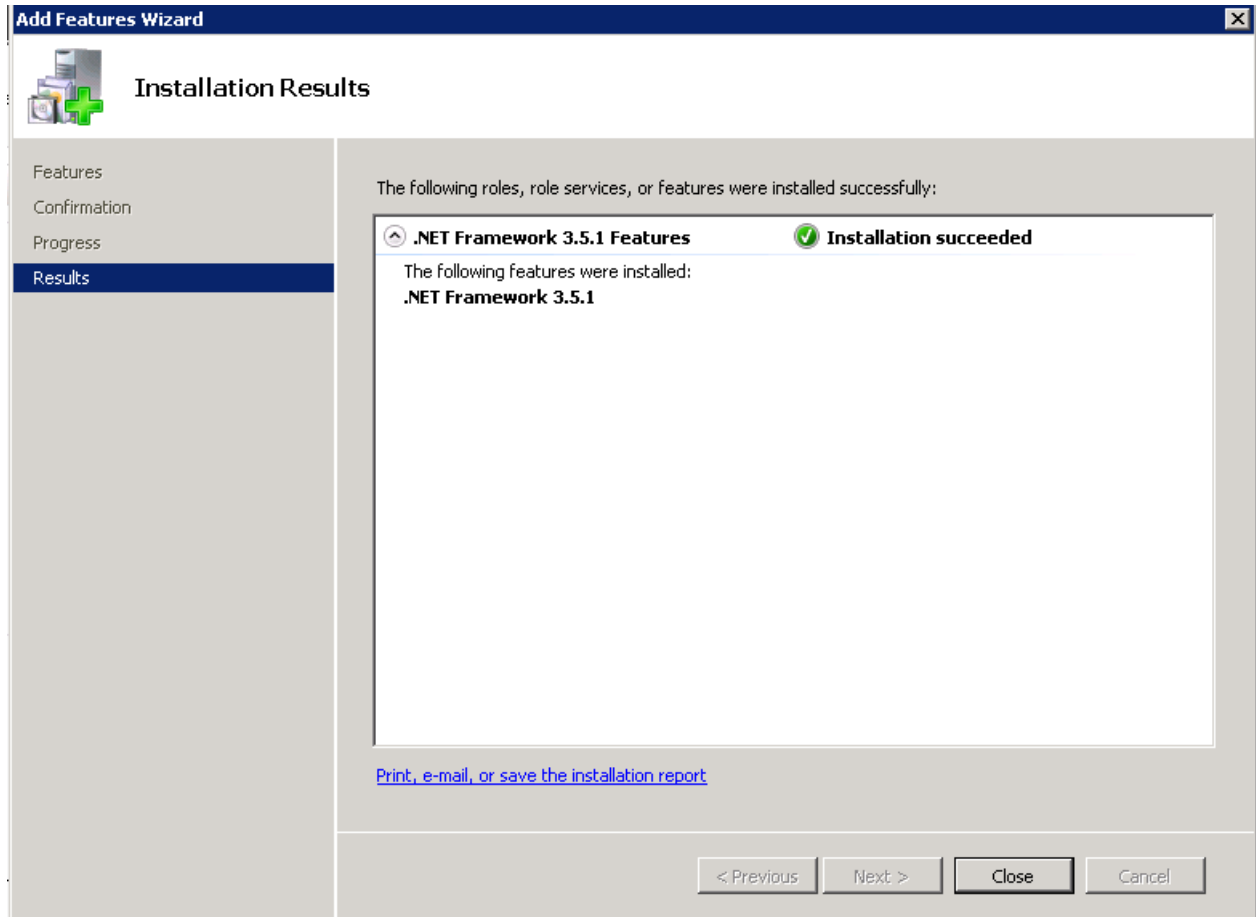 Add Features Wizard
Installation Results
Features
Confirmation
Progress
Results
The following roles, role services, or features were installed successfully:
.NET Framework 3.5.1 Features
Installation succeeded
The following features were installed:
.NET Framework 3.5.1
Print, e-mail, or save the installation report
< Previous
Next >
Close
Cancel